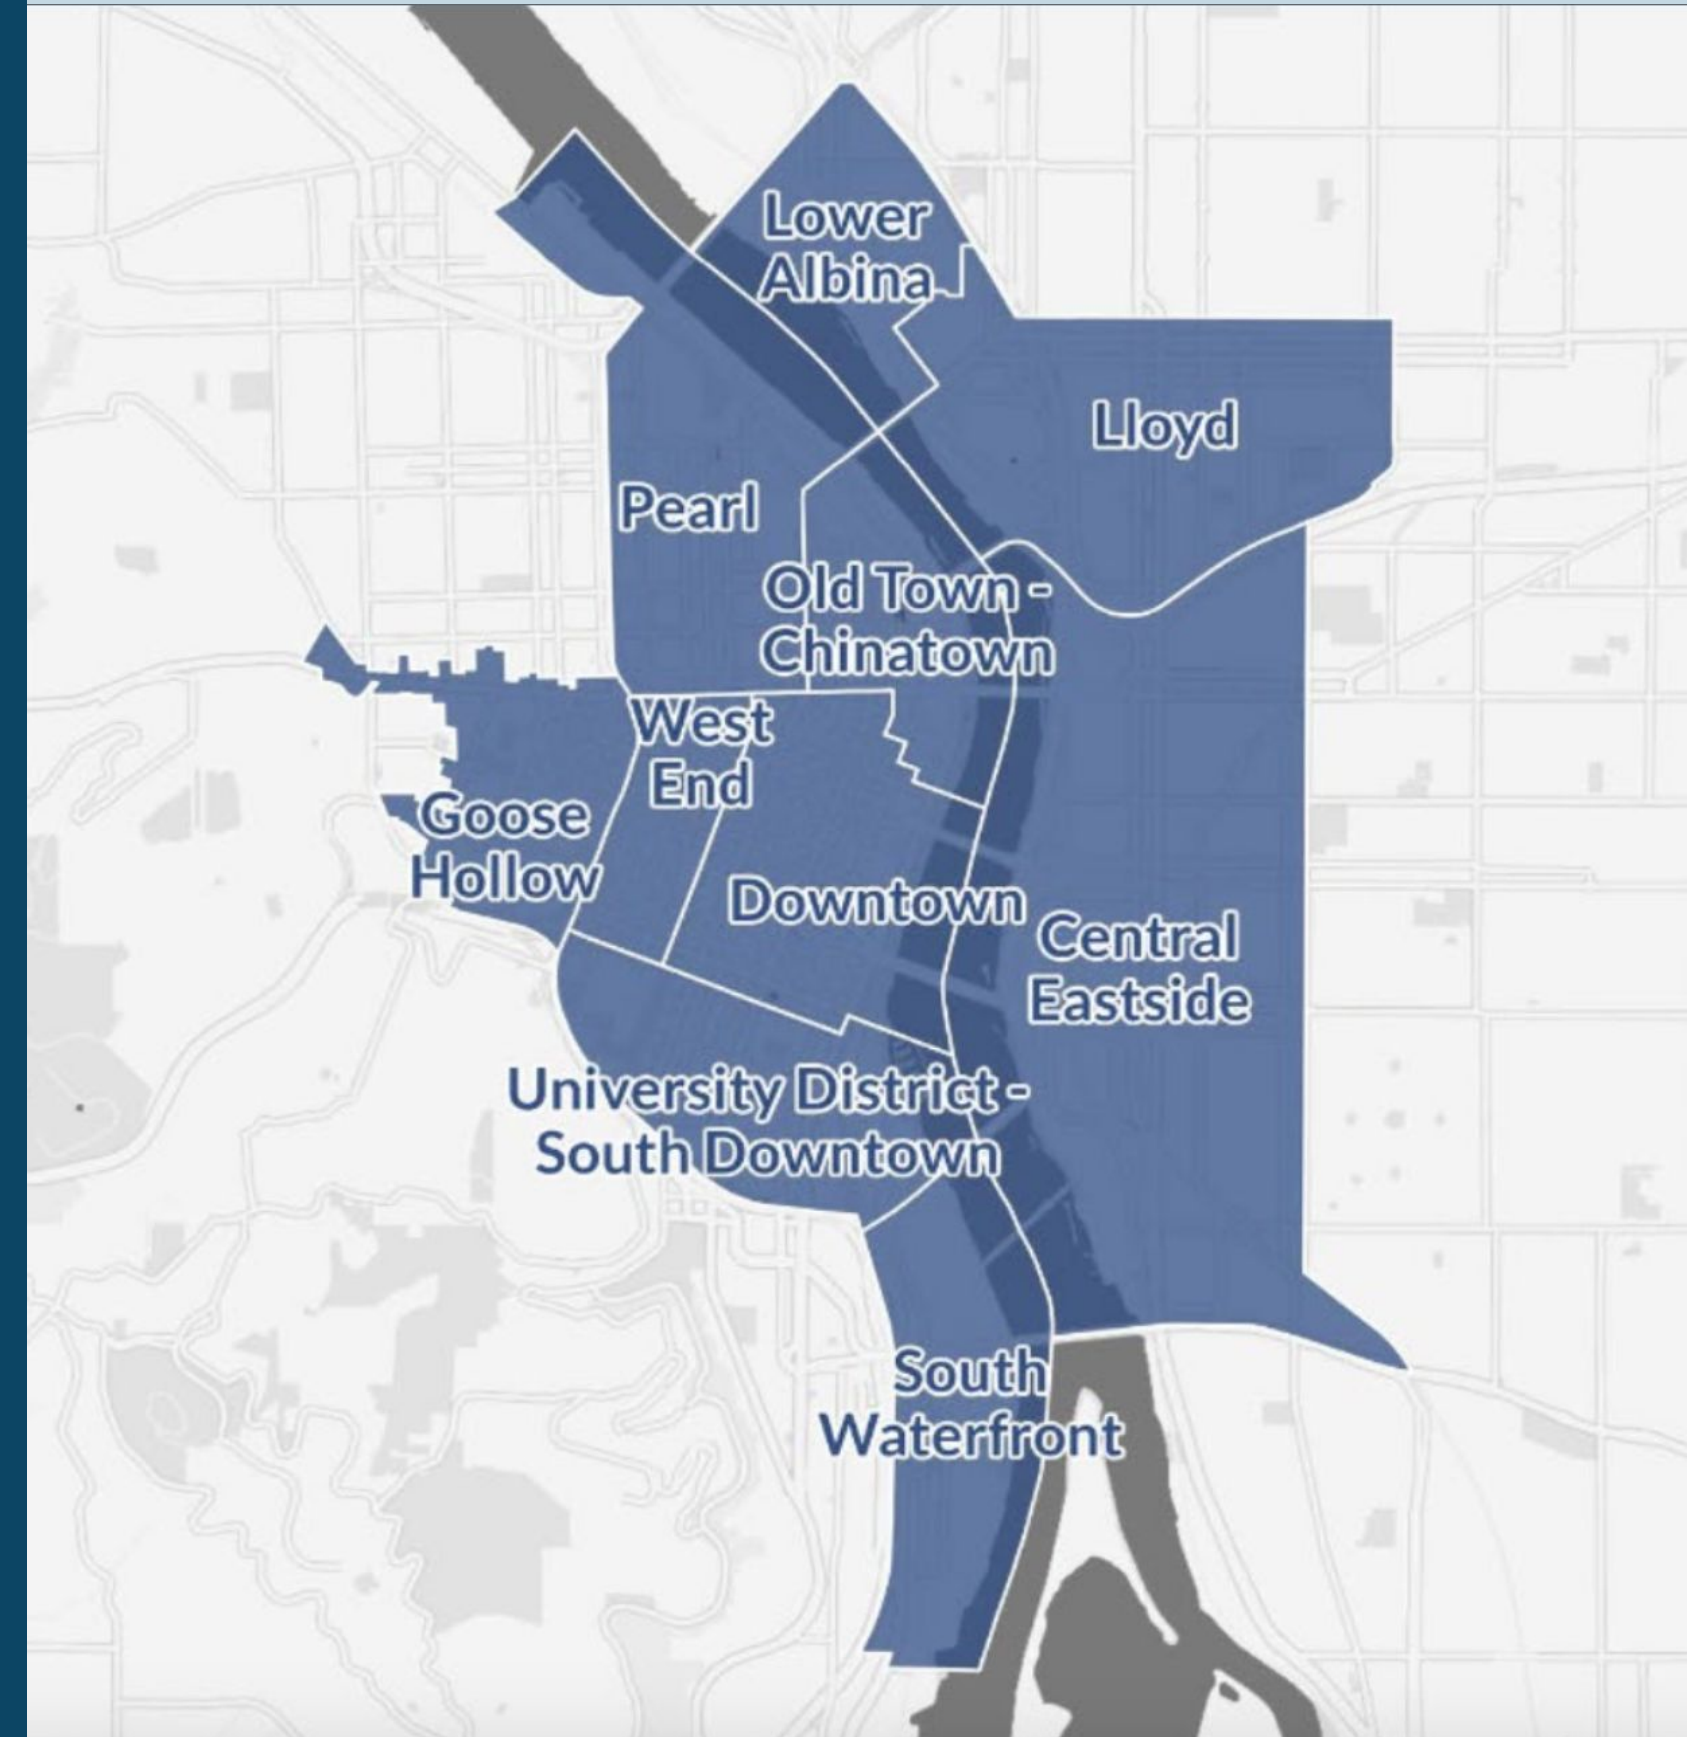 Lower
Albina
Lloyd
Pearl
Old Town -
Chinatown
West
End
Goose
Hollow
Downtown
Central
Eastside
University District -
South Downtown
South
Waterfront